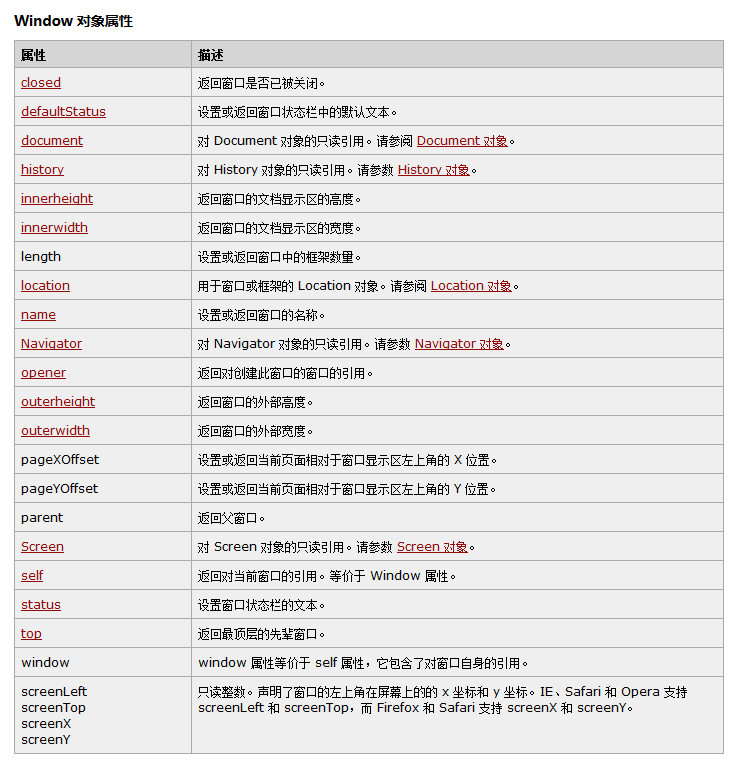 Window 对象属性
属性 描述
closed 返回窗口是否已被关闭。
defaultStatus 设置或返回窗口状态栏中的默认文本。
document 对 Document 对象的只读引用。请参阅 Document 对象。
history 对 History 对象的只读引用。请参数 History 对象。
innerheight 返回窗口的文档显示区的高度。
innerwidth 返回窗口的文档显示区的宽度。
length 设置或返回窗口中的框架数量。
location 用于窗口或框架的 Location 对象。请参阅 Location 对象。
name 设置或返回窗口的名称。
Navigator 对 Navigator 对象的只读引用。请参数 Navigator 对象。
opener 返回对创建此窗口的窗口的引用。
outerheight 返回窗口的外部高度。
outerwidth 返回窗口的外部宽度。
pageXOffset 设置或返回当前页面相对于窗口显示区左上角的 X 位置。
pageYOffset 设置或返回当前页面相对于窗口显示区左上角的 Y 位置。
parent 返回父窗口。
Screen 对 Screen 对象的只读引用。请参数 Screen 对象。
self 返回对当前窗口的引用。等价于 Window 属性。
status 设置窗口状态栏的文本。
top 返回最顶层的先辈窗口。
window window 属性等价于 self 属性，它包含了对窗口自身的引用。
screenLeft 只读整数。声明了窗口的左上角在屏幕上的的 x 坐标和 y 坐标。IE、Safari 和 Opera 支持
screenTop screenLeft 和 screenTop，而 Firefox 和 Safari 支持 screenX 和 screenY。
screenX
screenY